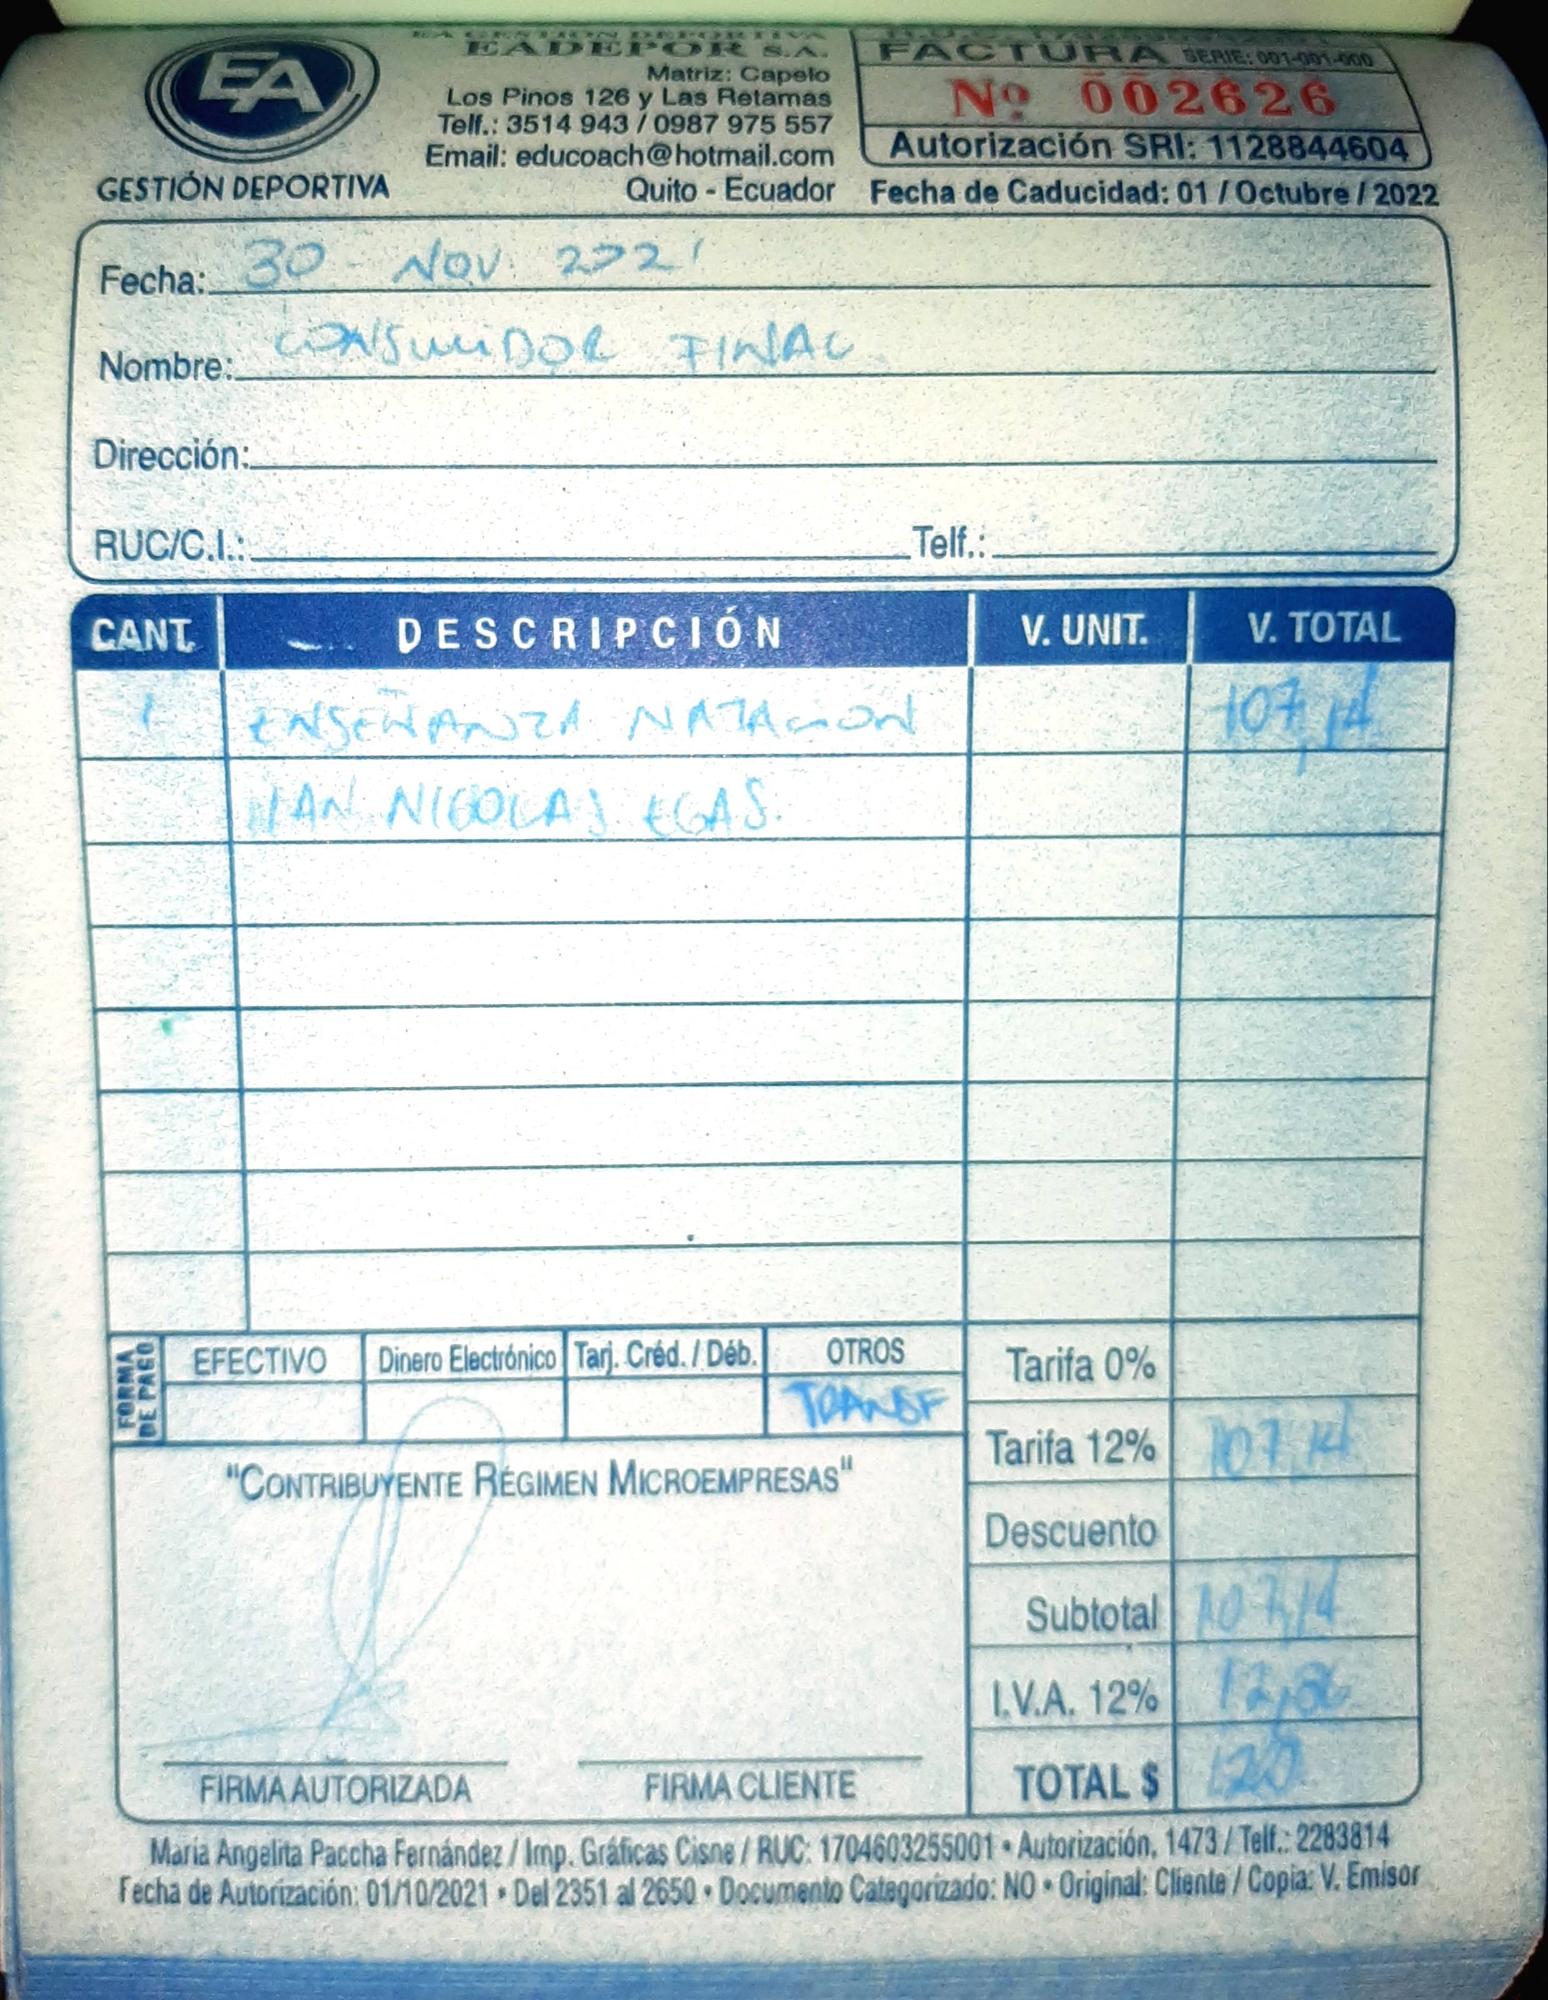 EA
GESTIÓN DEPORTIVA
EA GESTIÓN DEPORTIVA
EADEPOR S.A.
Matriz: Capelo
Los Pinos 126 y Las Retamas
Telf.: 3514 943 / 0987 975 557
Email: educoach@hotmail.com
Quito - Ecuador
FACTURA SERIE: 001-001-000
Nº 002626
Autorización SRI: 1128844604
Fecha de Caducidad: 01 / Octubre / 2022
Fecha: 30 - NOV. 2021
Nombre: CONSUMIDOR FINAL
Dirección:
RUC/C.I.: Telf.:
CANT. DESCRIPCIÓN V. UNIT. V. TOTAL
1 ENSEÑANZA NATACION 107,14
NICOLAS EGAS.
FORMA DE PAGO
EFECTIVO Dinero Electrónico Tarj. Créd. / Déb. OTROS
TRANSF
Tarifa 0%
Tarifa 12% 107,14
Descuento
Subtotal 107,14
I.V.A. 12% 12,86
TOTAL $ 120
"CONTRIBUYENTE RÉGIMEN MICROEMPRESAS"
FIRMA AUTORIZADA FIRMA CLIENTE
María Angelita Paccha Fernández / Imp. Gráficas Cisne / RUC: 1704603255001 • Autorización. 1473 / Telf.: 2283814
Fecha de Autorización: 01/10/2021 • Del 2351 al 2650 • Documento Categorizado: NO • Original: Cliente / Copia: V. Emisor